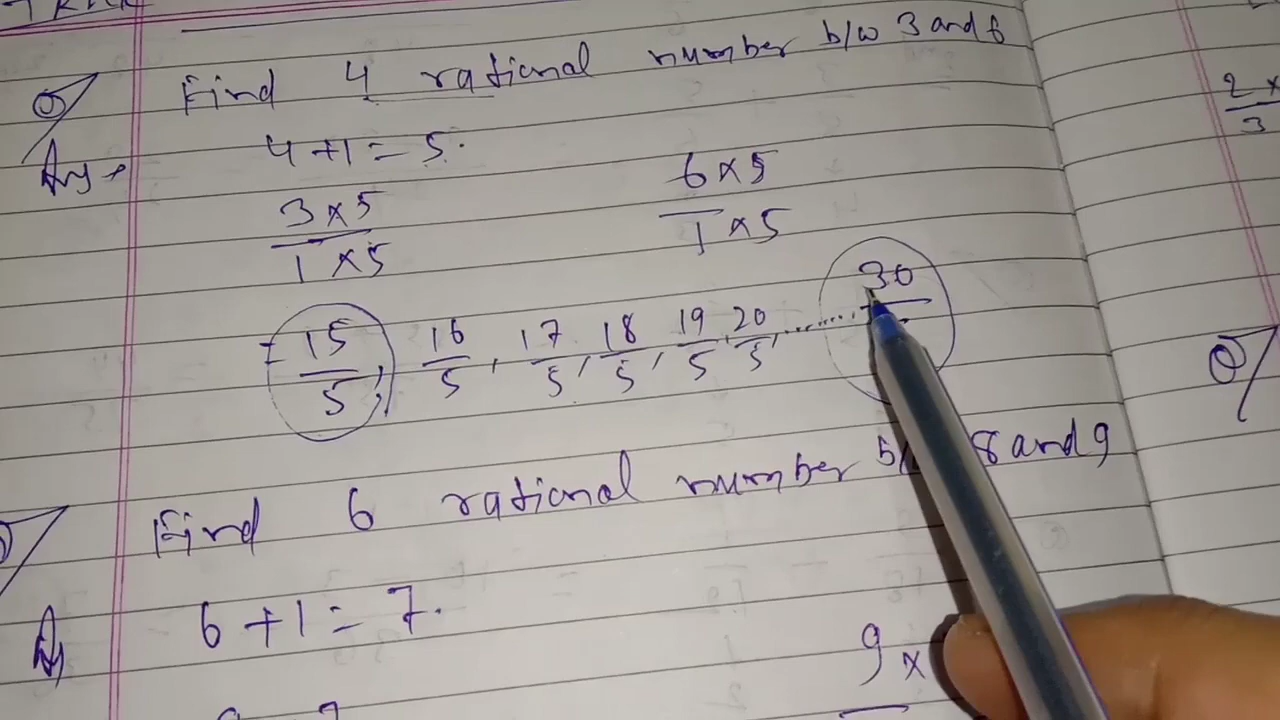 Q Find 4 rational number b/w 3 and 6
Ans→ 4+1=5.
3×5/1×5 6×5/1×5
=15/5, 16/5, 17/5, 18/5, 19/5, 20/5, ........ 30
Find 6 rational number 8 and 9
6+1=7.
9×
2×/3
Q